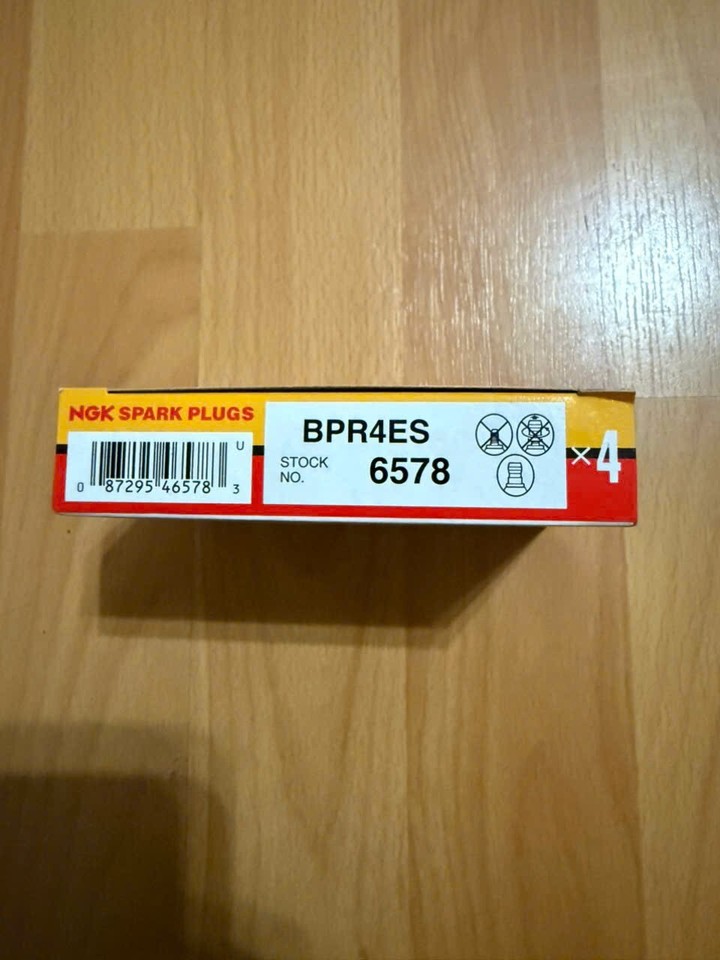 NGK SPARK PLUGS
U
0 87295 46578 3
BPR4ES
STOCK
NO.
6578
×4